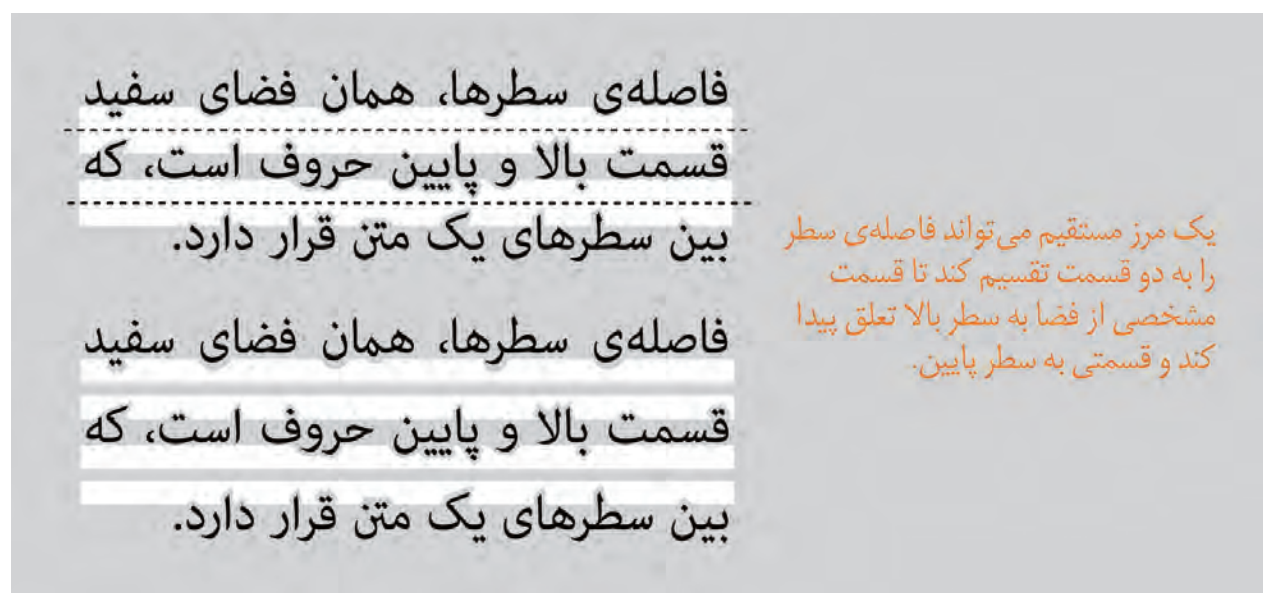 فاصله‌ی سطرها، همان فضای سفید
قسمت بالا و پایین حروف است، که
بین سطرهای یک متن قرار دارد.
یک مرز مستقیم می‌تواند فاصله‌ی سطر
را به دو قسمت تقسیم کند تا قسمت
مشخصی از فضا به سطر بالا تعلق پیدا
کند و قسمتی به سطر پایین.
فاصله‌ی سطرها، همان فضای سفید
قسمت بالا و پایین حروف است، که
بین سطرهای یک متن قرار دارد.